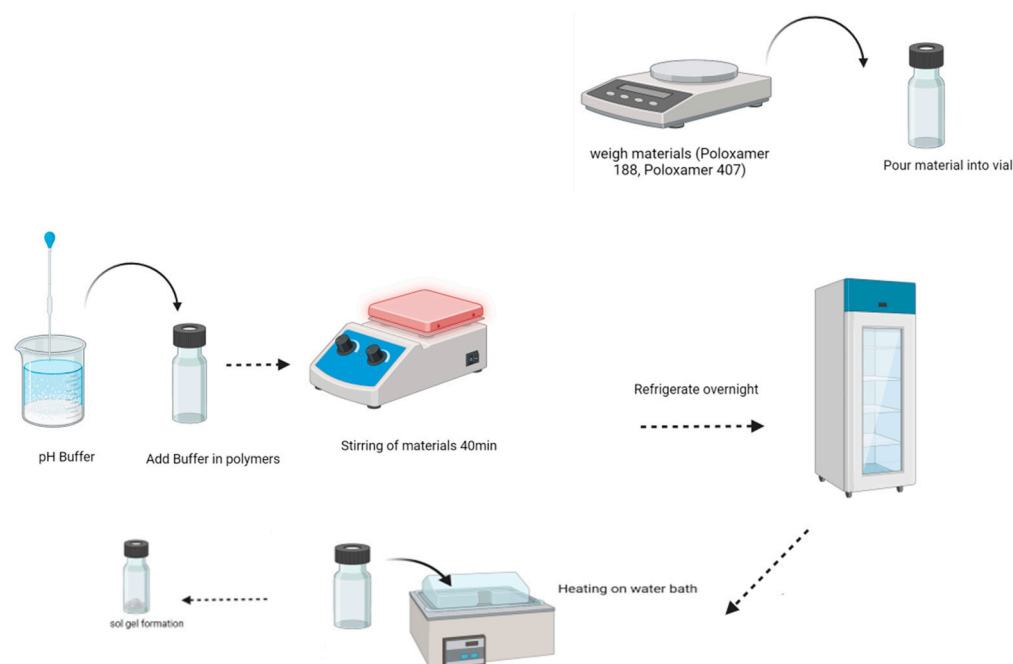 weigh materials (Poloxamer
188, Poloxamer 407)
Pour material into vial
pH Buffer
Add Buffer in polymers
Stirring of materials 40min
Refrigerate overnight
Heating on water bath
sol gel formation